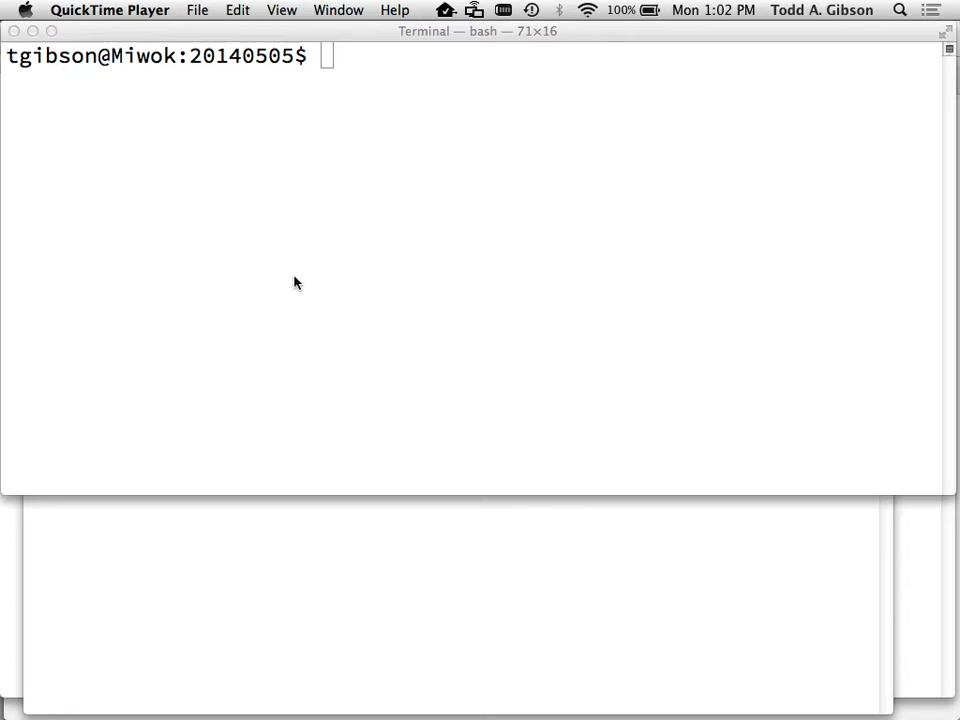 QuickTime Player File Edit View Window Help 100% Mon 1:02 PM Todd A. Gibson
Terminal — bash — 71×16
tgibson@Miwok:20140505$